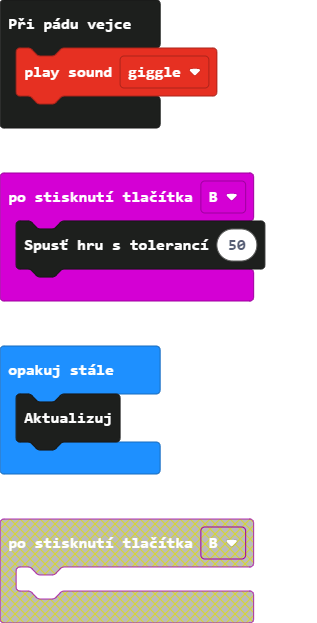 Při pádu vejce
play sound giggle
po stisknutí tlačítka B
Spusť hru s tolerancí 50
opakuj stále
Aktualizuj
po stisknutí tlačítka B